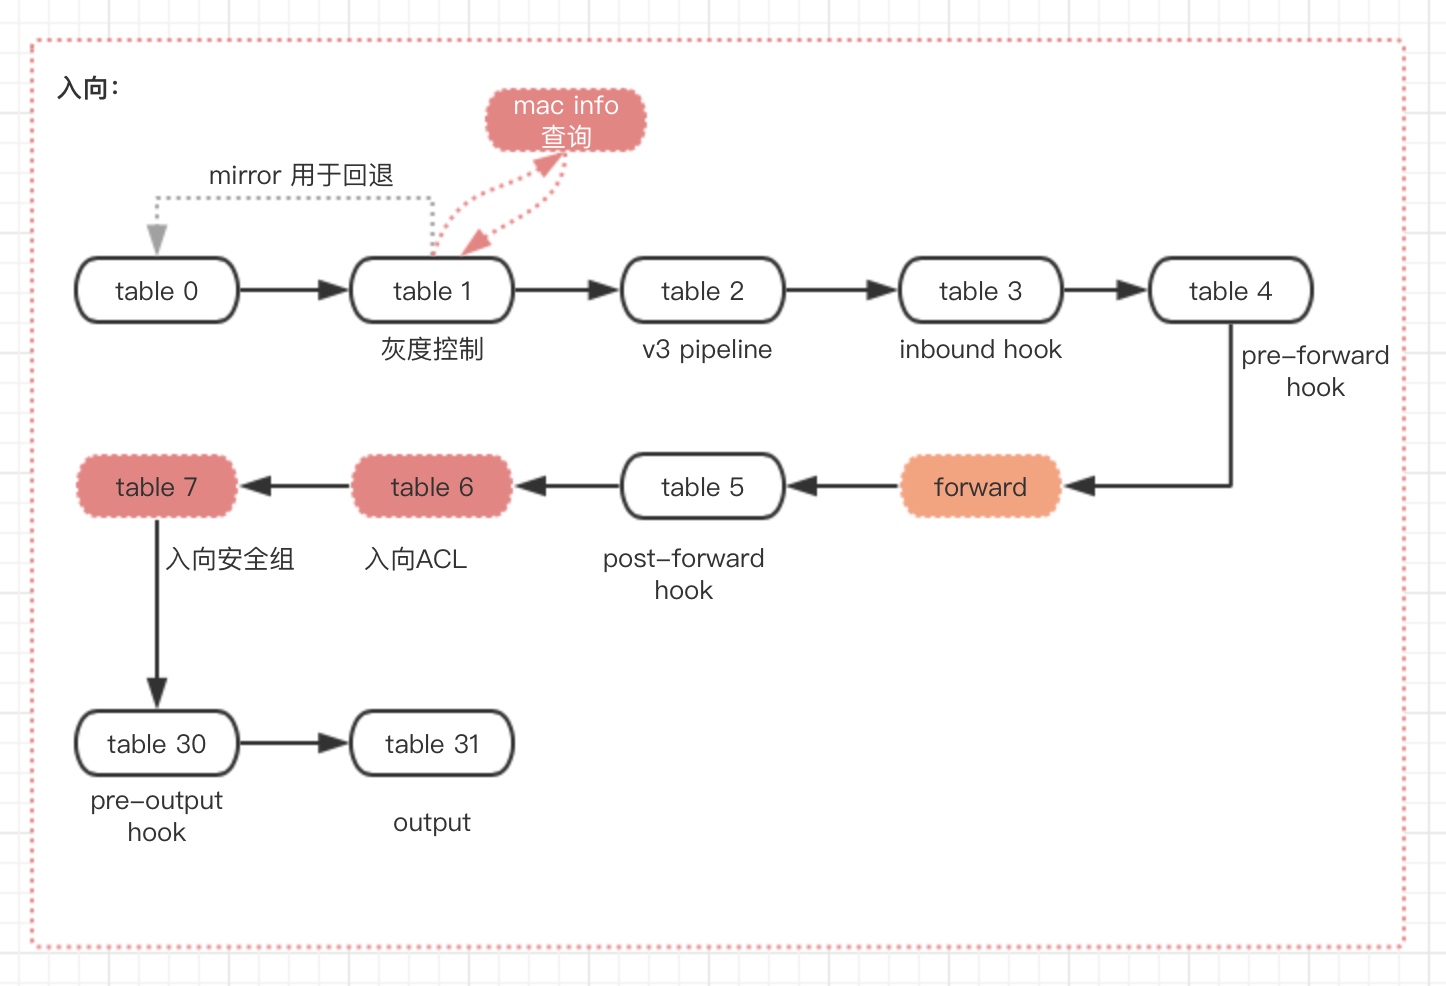 入向：
mac info
查询
mirror 用于回退
table 0
table 1
table 2
table 3
table 4
灰度控制
v3 pipeline
inbound hook
pre-forward
hook
table 7
table 6
table 5
forward
入向安全组
入向ACL
post-forward
hook
table 30
table 31
pre-output
hook
output